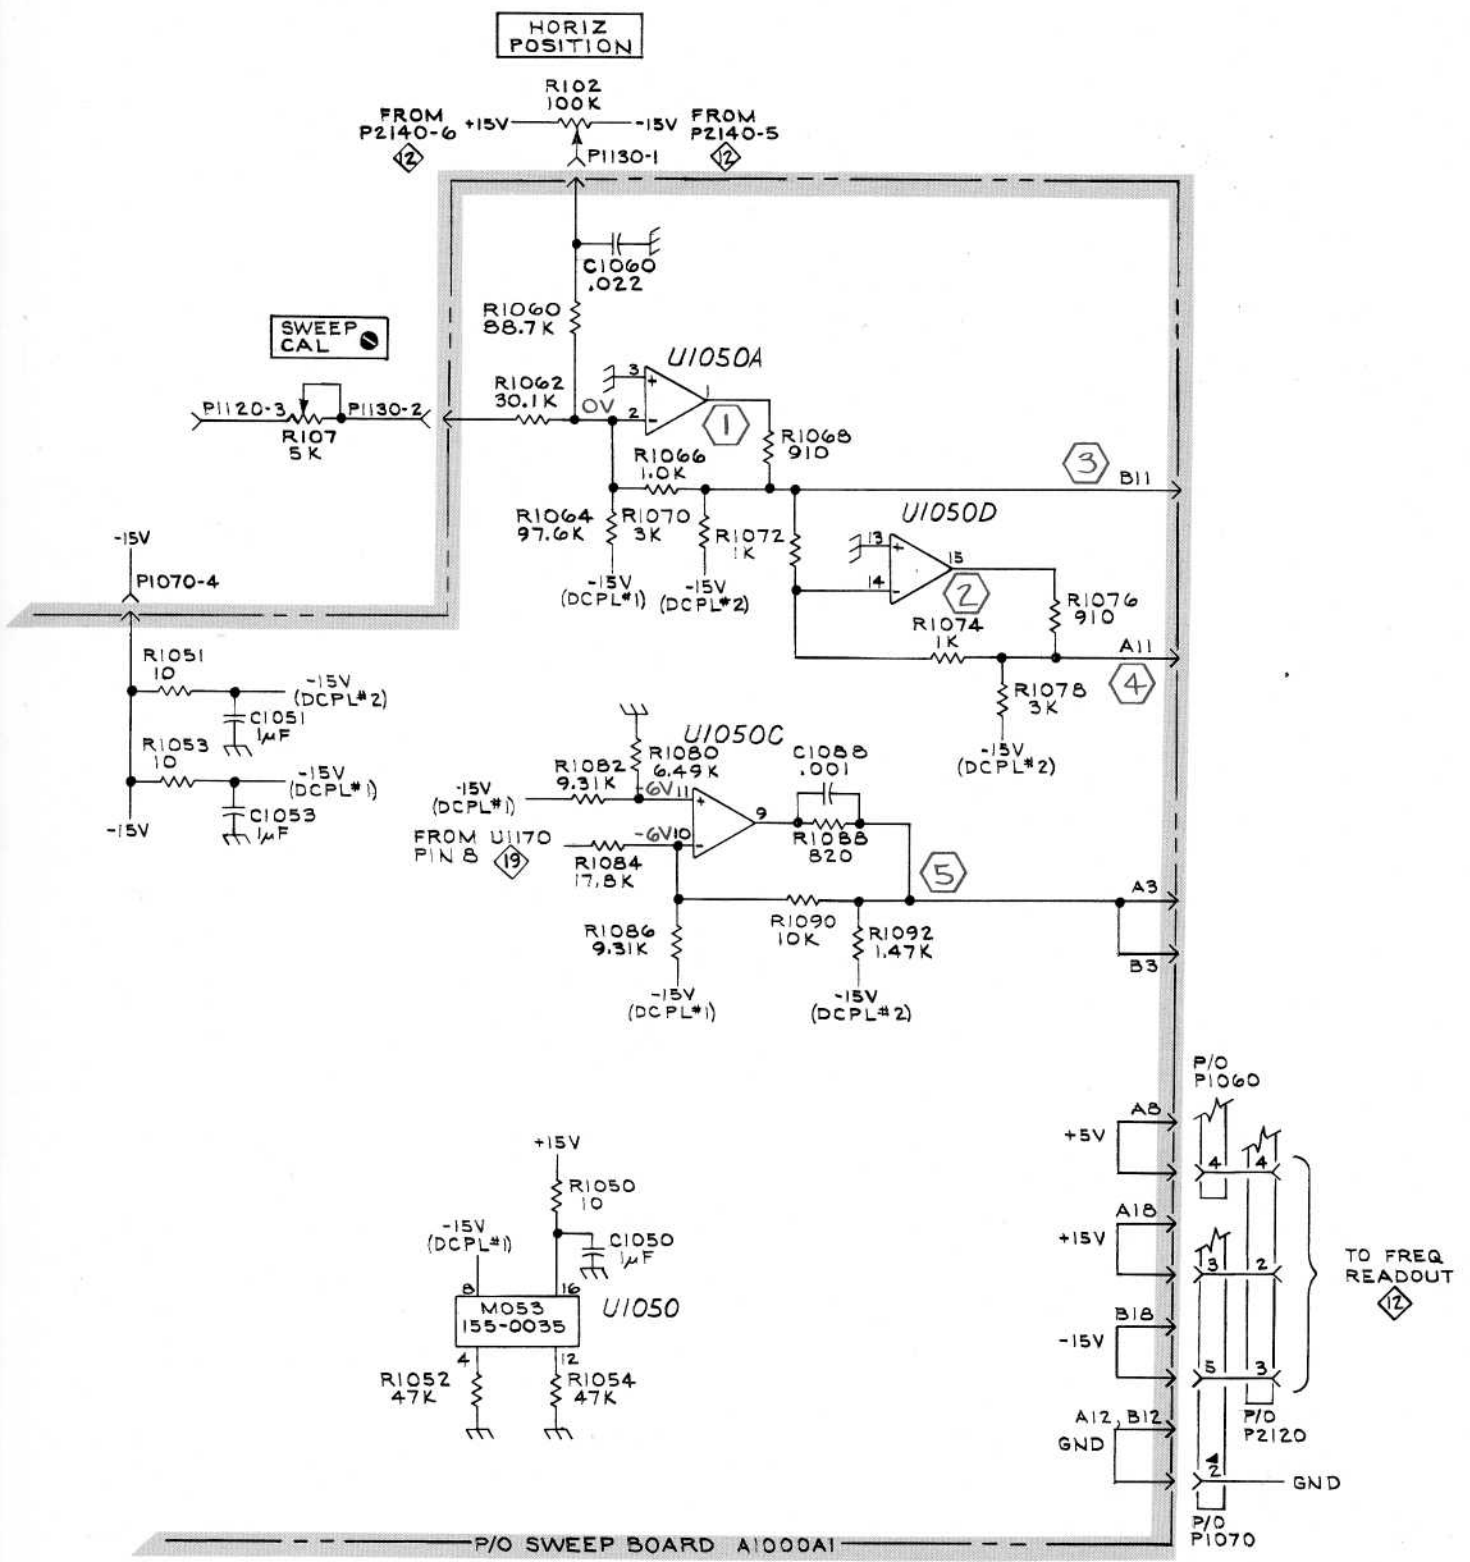 HORIZ
POSITION
R102
100K
FROM
P2140-6
12
+15V
-15V
FROM
P2140-5
12
P1130-1
C1060
.022
R1060
88.7K
SWEEP
CAL
U1050A
R1062
30.1K
0V
3
+
2
-
1
1
P1120-3
P1130-2
R107
5K
R1068
910
R1066
1.0K
3
B11
R1064
97.6K
R1070
3K
R1072
1K
U1050D
13
+
14
-
15
2
-15V
(DCPL#1)
-15V
(DCPL#2)
-15V
P1070-4
R1076
910
R1074
1K
A11
4
R1051
10
-15V
(DCPL#2)
C1051
1µF
R1078
3K
-15V
(DCPL#2)
R1053
10
-15V
(DCPL#1)
C1053
1µF
-15V
U1050C
R1080
6.49K
R1082
9.31K
C1088
.001
-15V
(DCPL#1)
-6V
11
+
9
FROM U1170
PIN 8
19
-6V
10
-
R1084
17.8K
R1088
820
5
A3
R1086
9.31K
R1090
10K
R1092
1.47K
B3
-15V
(DCPL#1)
-15V
(DCPL#2)
P/O
P1060
A8
+5V
4
4
+15V
R1050
10
-15V
(DCPL#1)
C1050
1µF
A18
+15V
3
2
TO FREQ
READOUT
12
8
16
M053
155-0035
U1050
4
12
B18
-15V
5
3
R1052
47K
R1054
47K
A12, B12
GND
P/O
P2120
2
GND
P/O
P1070
P/O SWEEP BOARD A1000A1